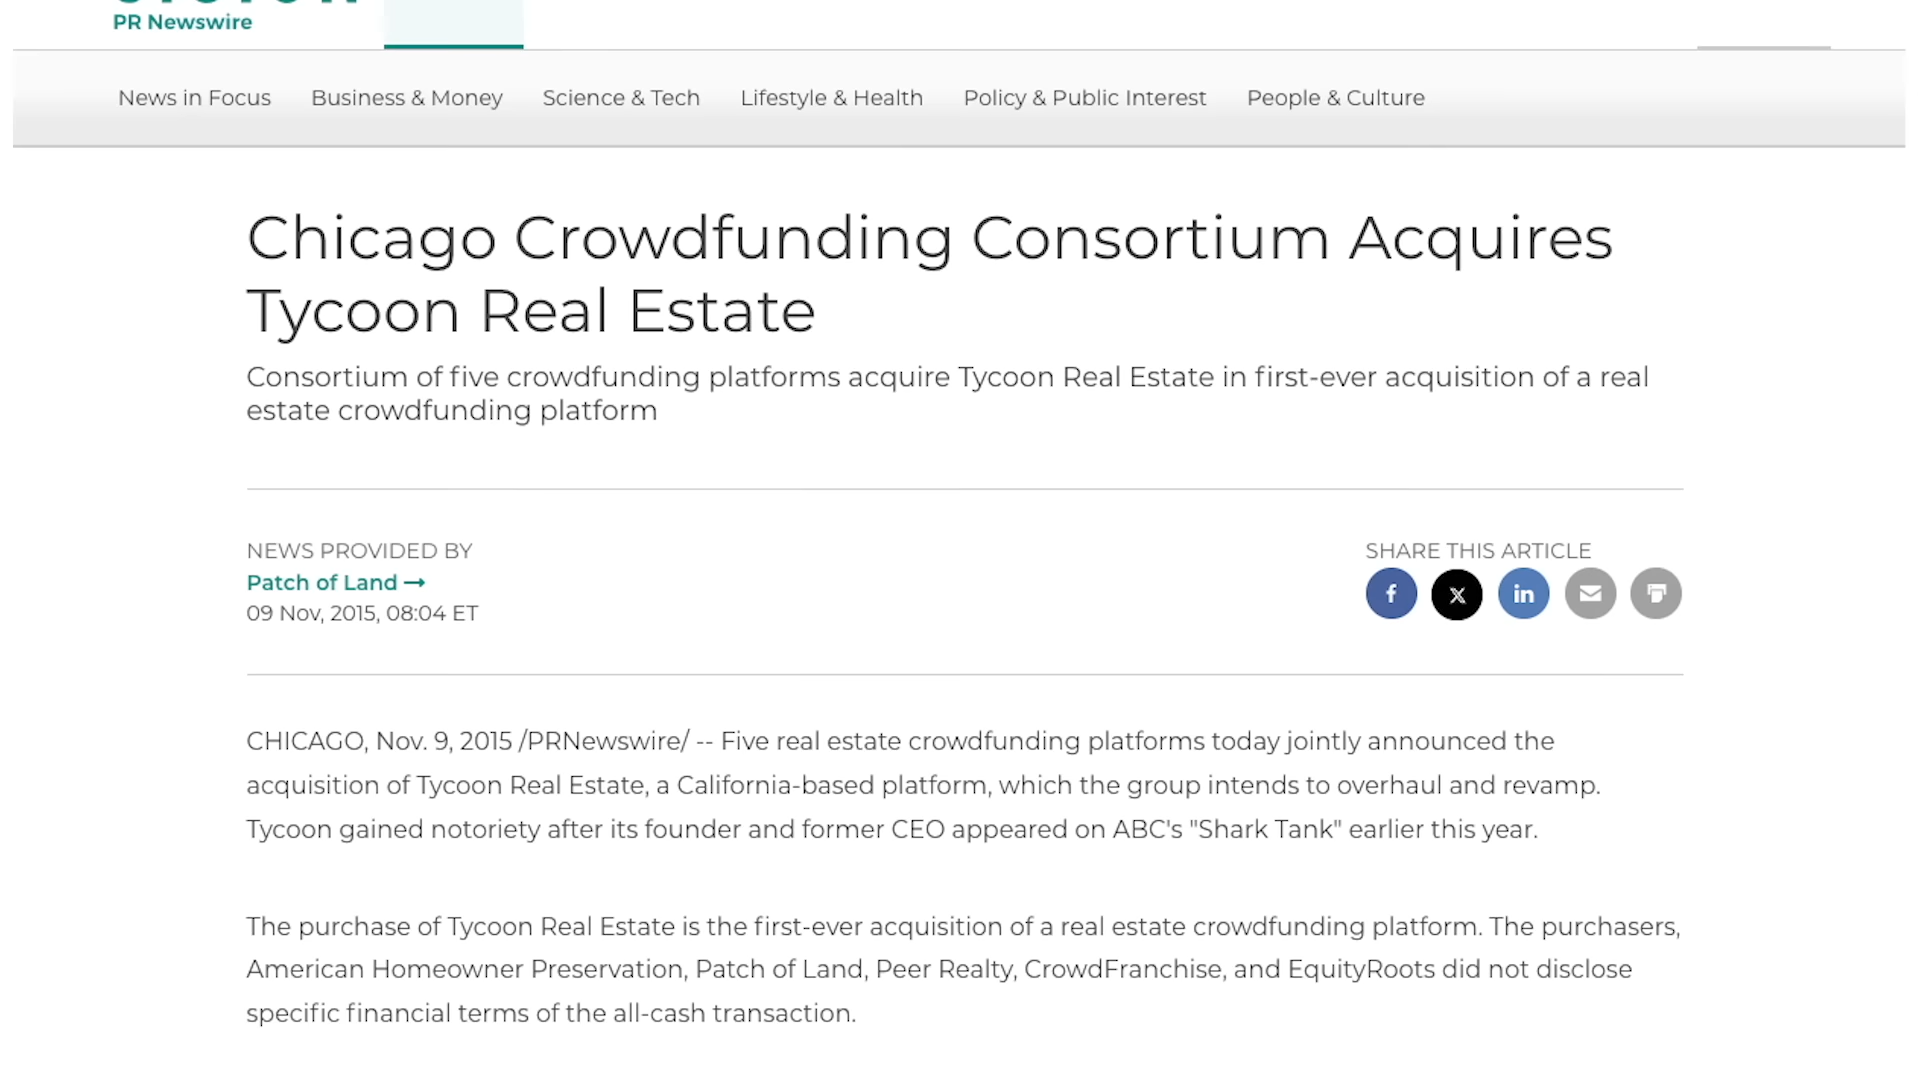 PR Newswire
News in Focus Business & Money Science & Tech Lifestyle & Health Policy & Public Interest People & Culture
Chicago Crowdfunding Consortium Acquires
Tycoon Real Estate
Consortium of five crowdfunding platforms acquire Tycoon Real Estate in first-ever acquisition of a real
estate crowdfunding platform
NEWS PROVIDED BY
Patch of Land →
09 Nov, 2015, 08:04 ET
SHARE THIS ARTICLE
CHICAGO, Nov. 9, 2015 /PRNewswire/ -- Five real estate crowdfunding platforms today jointly announced the
acquisition of Tycoon Real Estate, a California-based platform, which the group intends to overhaul and revamp.
Tycoon gained notoriety after its founder and former CEO appeared on ABC's "Shark Tank" earlier this year.
The purchase of Tycoon Real Estate is the first-ever acquisition of a real estate crowdfunding platform. The purchasers,
American Homeowner Preservation, Patch of Land, Peer Realty, CrowdFranchise, and EquityRoots did not disclose
specific financial terms of the all-cash transaction.